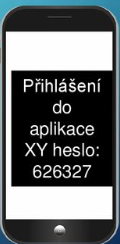 Přihlášení
do
aplikace
XY heslo:
626327